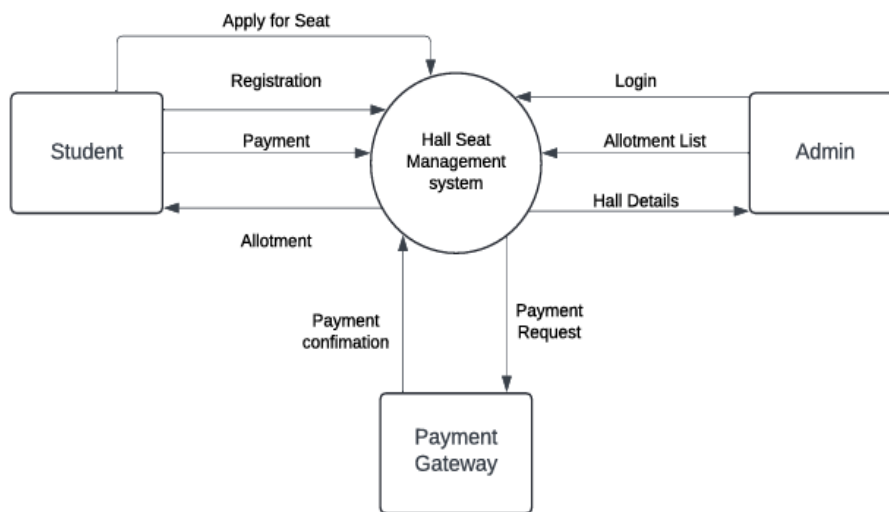 Apply for Seat
Registration
Login
Student
Payment
Hall Seat
Management
system
Allotment List
Admin
Hall Details
Allotment
Payment
confimation
Payment
Request
Payment
Gateway